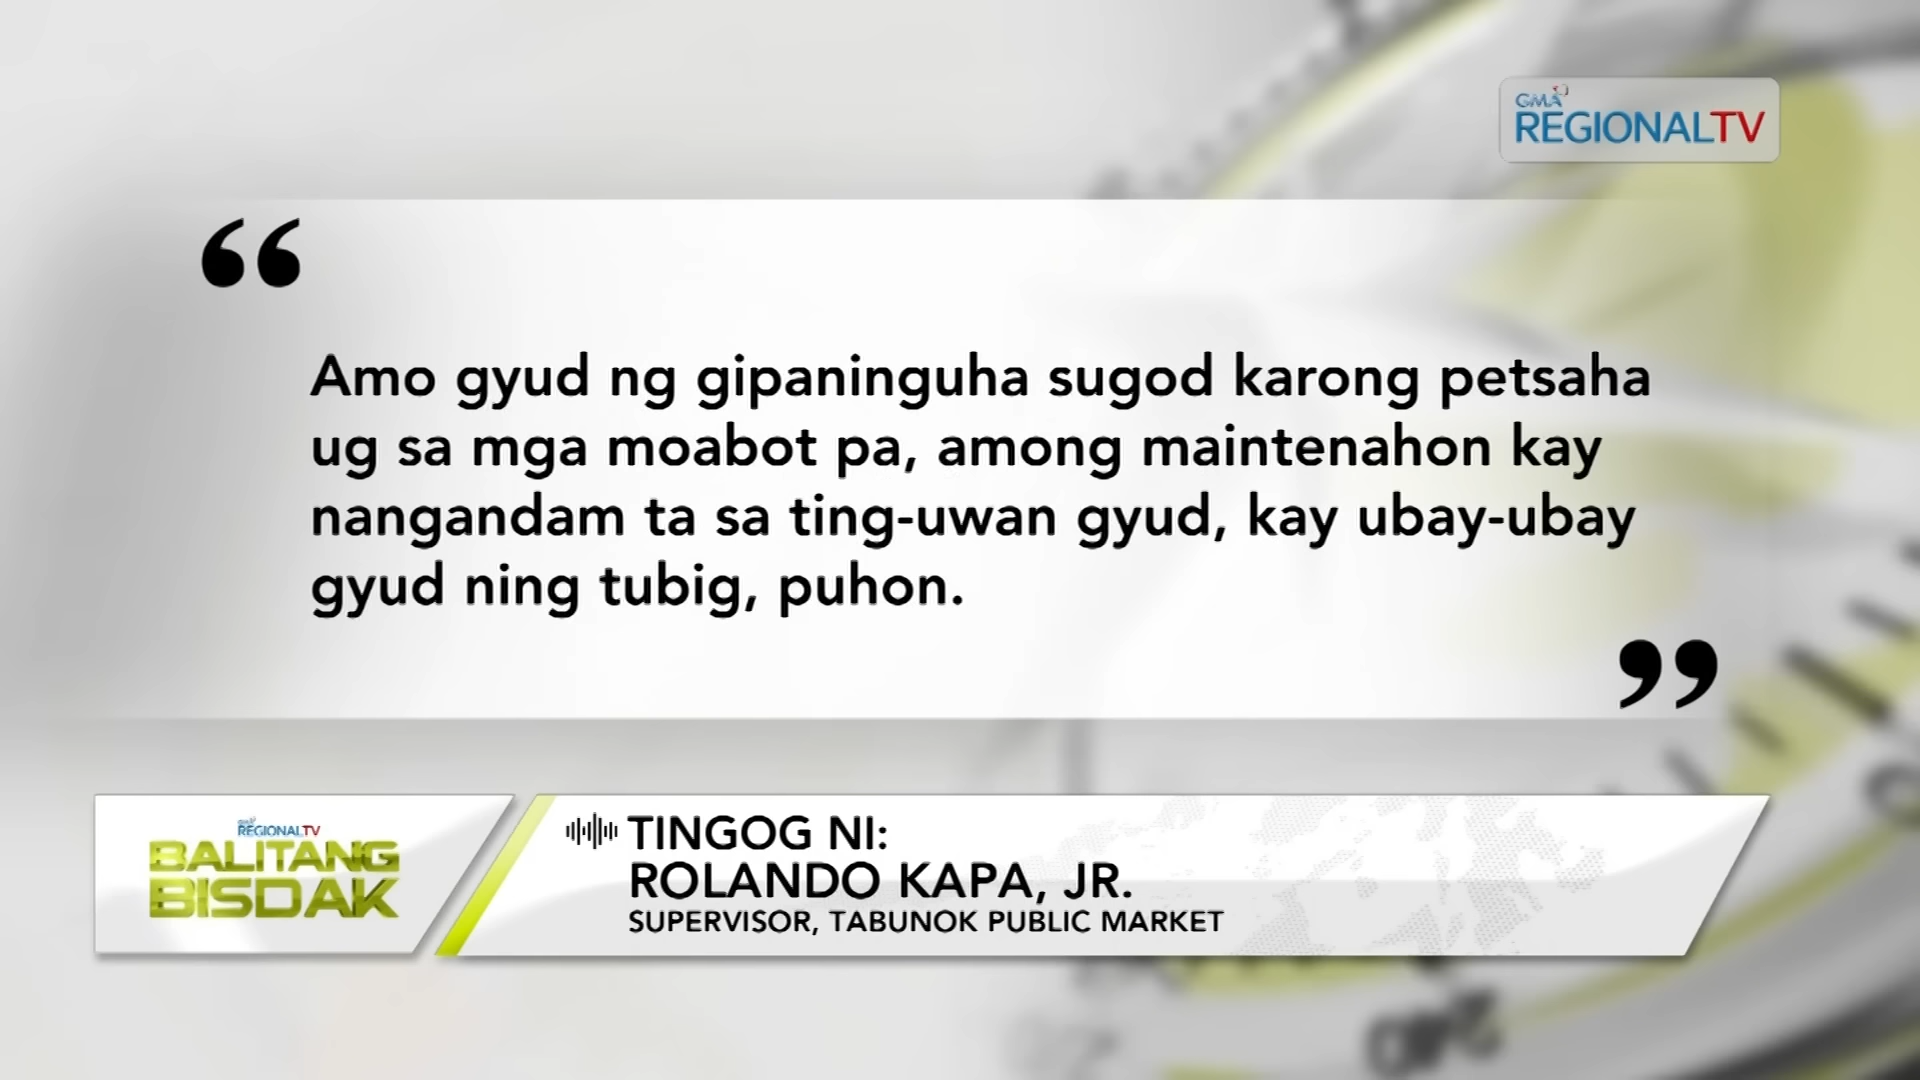 GMA
REGIONALTV
“
Amo gyud ng gipaninguha sugod karong petsaha
ug sa mga moabot pa, among maintenahon kay
nangandam ta sa ting-uwan gyud, kay ubay-ubay
gyud ning tubig, puhon.
”
REGIONALTV
BALITANG
BISDAK
TINGOG NI:
ROLANDO KAPA, JR.
SUPERVISOR, TABUNOK PUBLIC MARKET